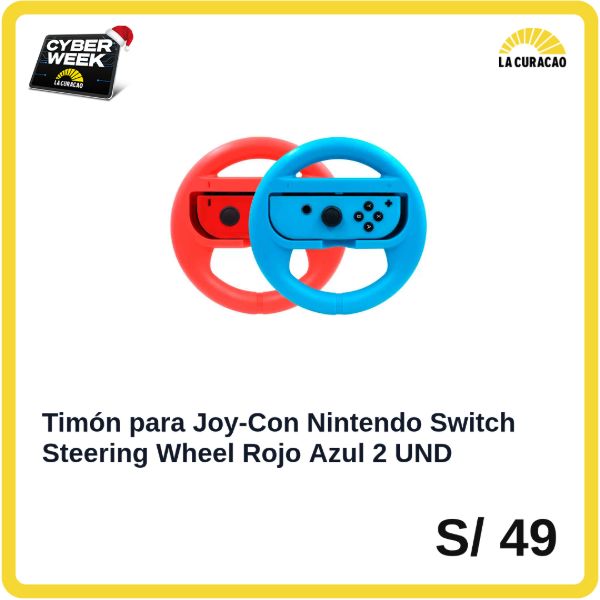 CYBER
WEEK
LA CURACAO
LA CURACAO
Timón para Joy-Con Nintendo Switch
Steering Wheel Rojo Azul 2 UND
S/ 49